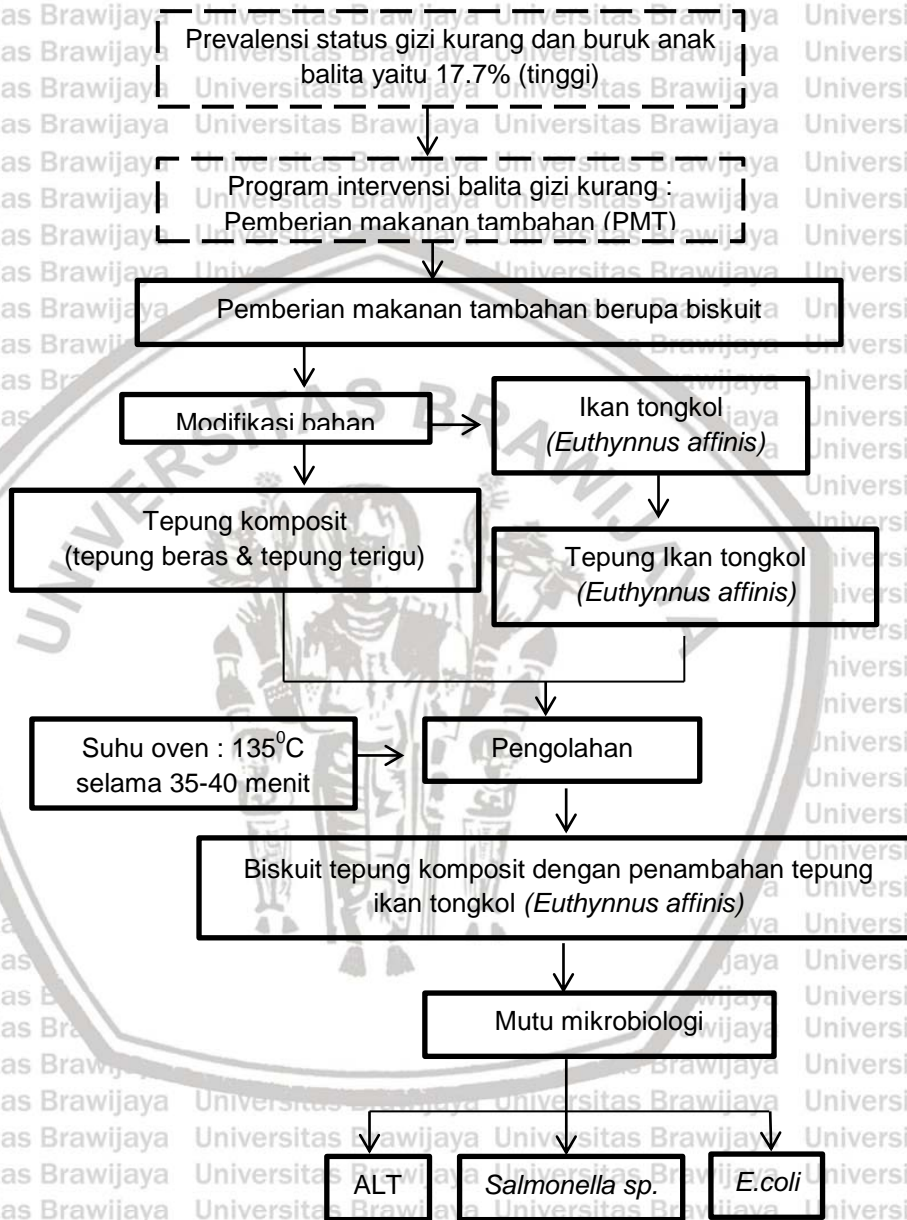 Prevalensi status gizi kurang dan buruk anak
balita yaitu 17.7% (tinggi)
Program intervensi balita gizi kurang :
Pemberian makanan tambahan (PMT)
Pemberian makanan tambahan berupa biskuit
Modifikasi bahan
Ikan tongkol
(Euthynnus affinis)
Tepung komposit
(tepung beras & tepung terigu)
Tepung Ikan tongkol
(Euthynnus affinis)
Suhu oven : 135⁰C
selama 35-40 menit
Pengolahan
Biskuit tepung komposit dengan penambahan tepung
ikan tongkol (Euthynnus affinis)
Mutu mikrobiologi
ALT
Salmonella sp.
E.coli
UNIVERSITAS BRAWIJAYA